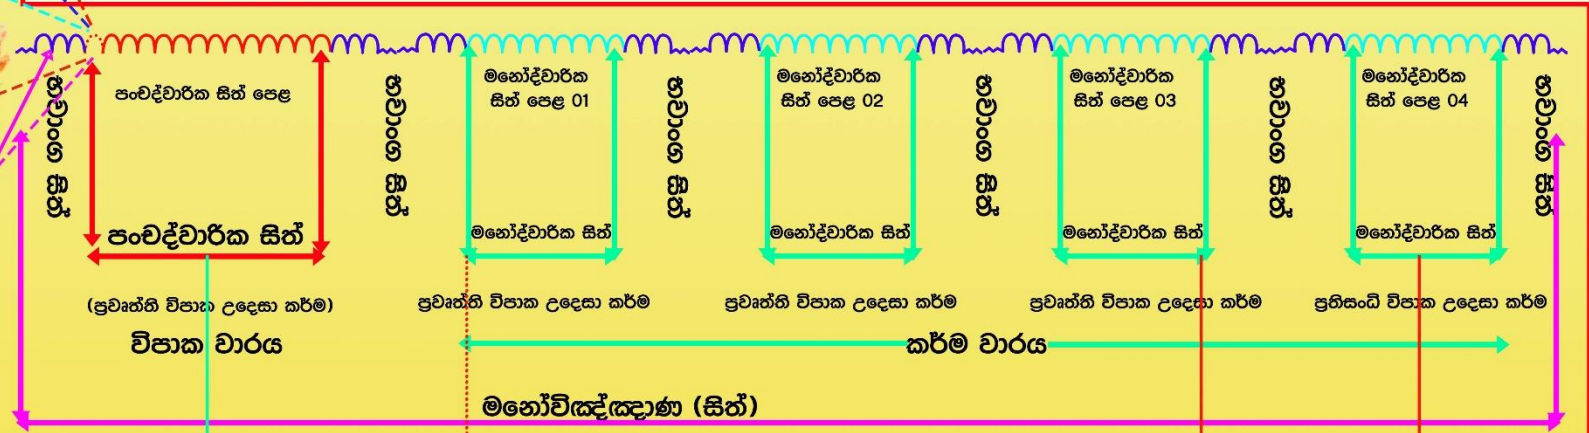 භවාංග සිත්
පංචද්වාරික සිත් පෙළ
භවාංග සිත්
මනෝද්වාරික
සිත් පෙළ 01
භවාංග සිත්
මනෝද්වාරික
සිත් පෙළ 02
භවාංග සිත්
මනෝද්වාරික
සිත් පෙළ 03
භවාංග සිත්
මනෝද්වාරික
සිත් පෙළ 04
භවාංග සිත්
පංචද්වාරික සිත්
මනෝද්වාරික සිත්
මනෝද්වාරික සිත්
මනෝද්වාරික සිත්
මනෝද්වාරික සිත්
(ප්‍රවෘත්ති විපාක උදෙසා කර්ම)
ප්‍රවෘත්ති විපාක උදෙසා කර්ම
ප්‍රවෘත්ති විපාක උදෙසා කර්ම
ප්‍රවෘත්ති විපාක උදෙසා කර්ම
ප්‍රතිසංධි විපාක උදෙසා කර්ම
විපාක වාරය
කර්ම වාරය
මනෝවිඤ්ඤාණ (සිත්)